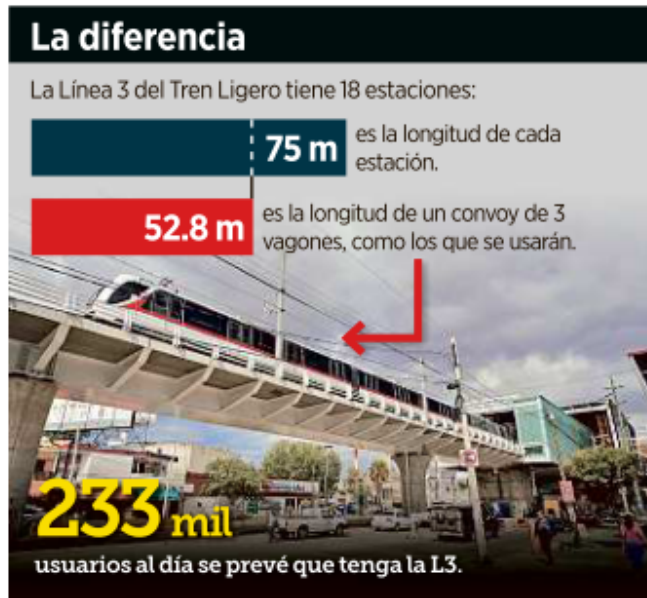 La diferencia
La Línea 3 del Tren Ligero tiene 18 estaciones:
75 m
es la longitud de cada
estación.
52.8 m
es la longitud de un convoy de 3
vagones, como los que se usarán.
233 mil
usuarios al día se prevé que tenga la L3.